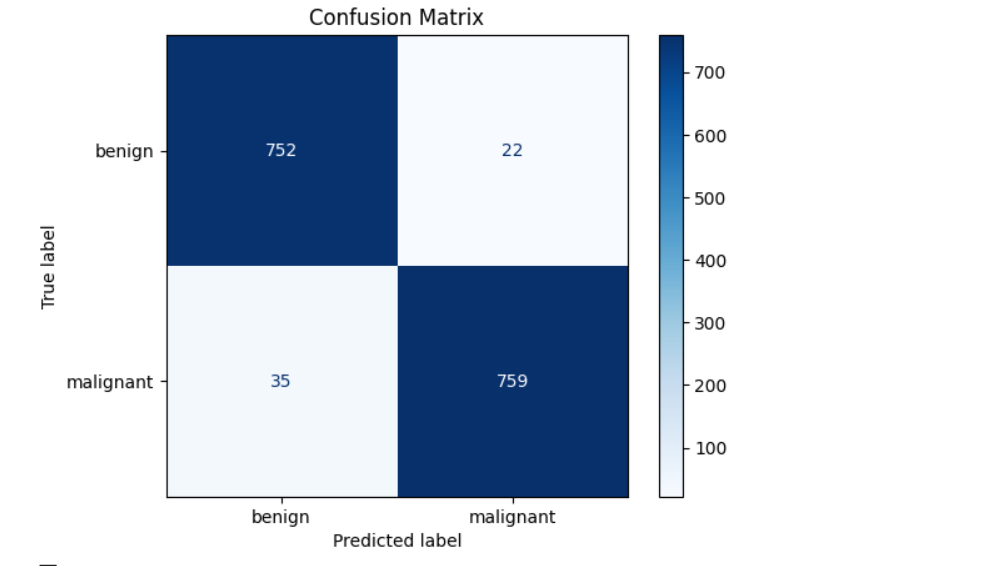 Confusion Matrix
700
benign 752 22
600
500
True label
400
300
malignant 35 759
200
100
benign malignant
Predicted label